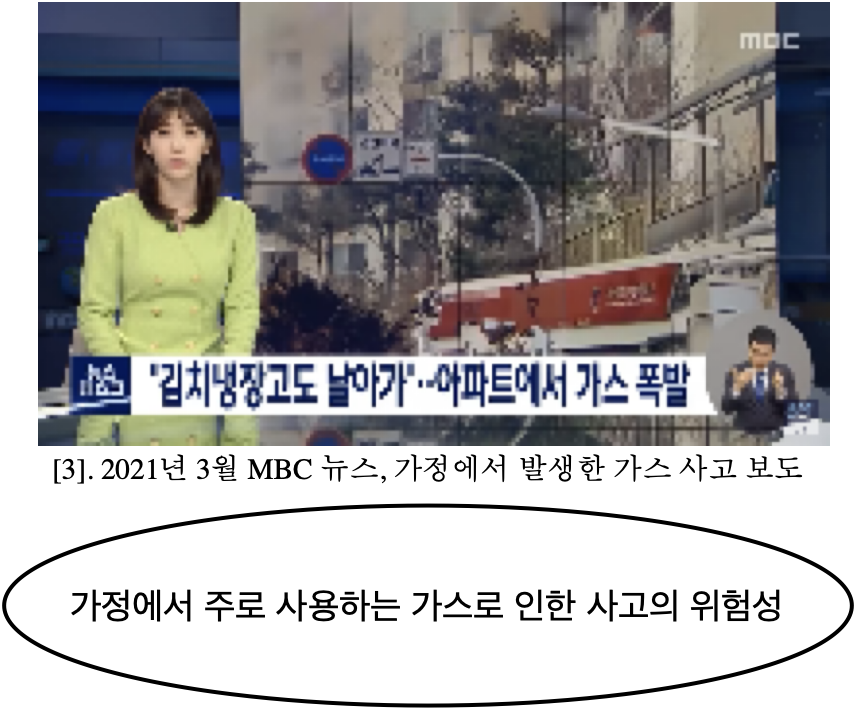 mbc
"김치냉장고도 날아가"…아파트에서 가스 폭발
[3]. 2021년 3월 MBC 뉴스, 가정에서 발생한 가스 사고 보도
가정에서 주로 사용하는 가스로 인한 사고의 위험성